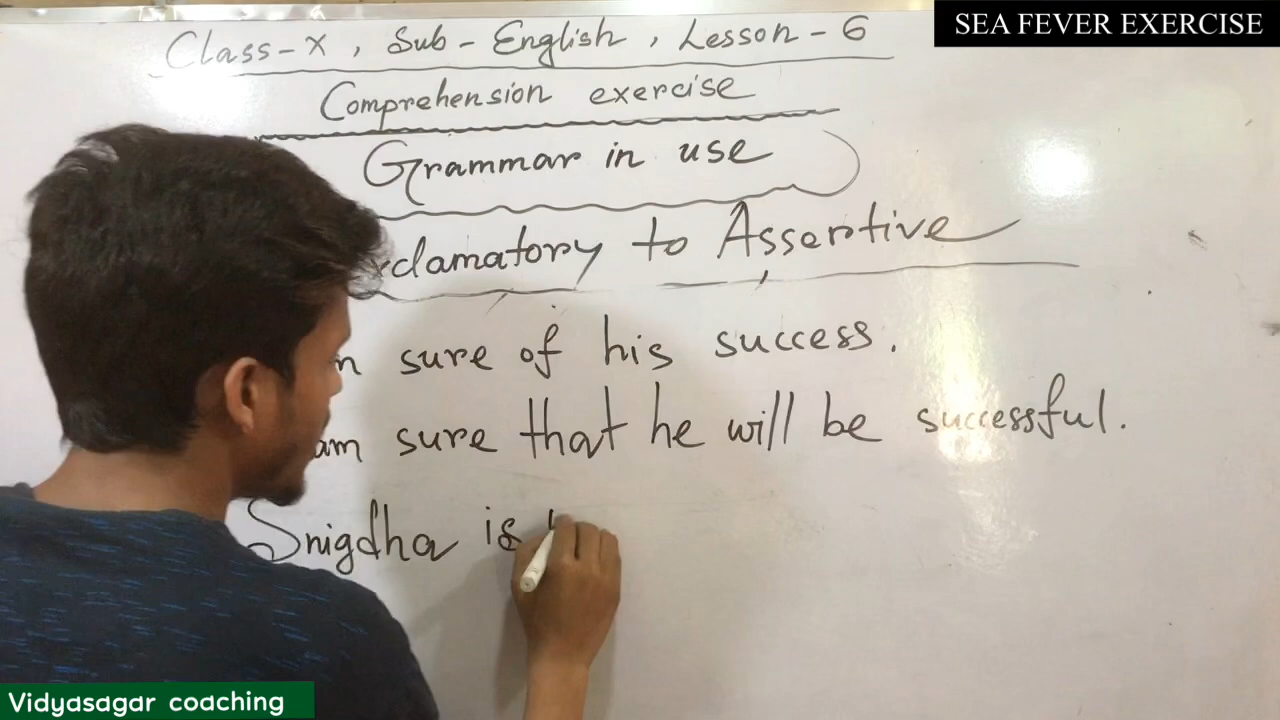 SEA FEVER EXERCISE
Class-X, Sub-English, Lesson-6
Comprehension exercise
Grammar in use
xclamatory to Assertive
sure of his success.
am sure that he will be successful.
Snigdha is
Vidyasagar coaching